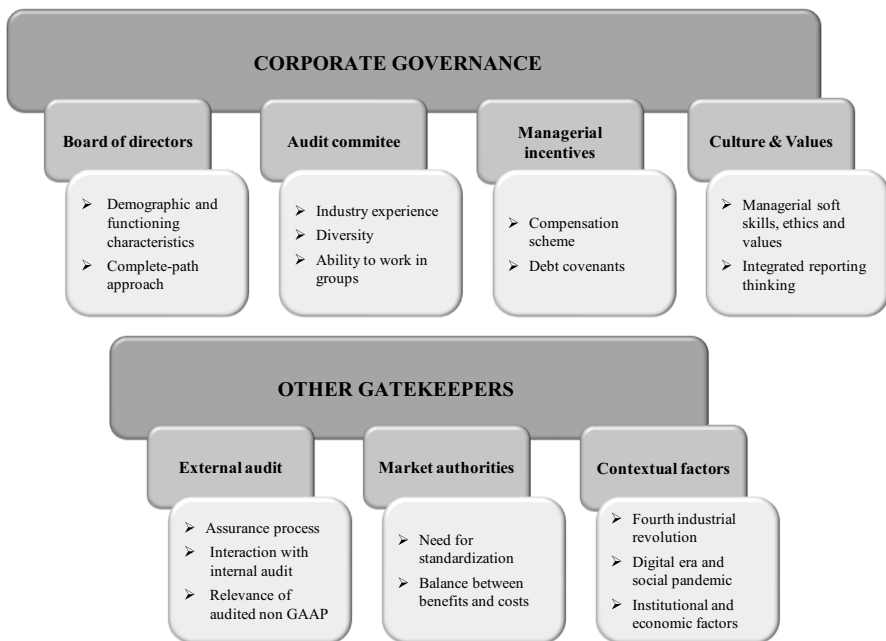 CORPORATE GOVERNANCE
Board of directors
➢ Demographic and
functioning
characteristics
➢ Complete-path
approach
Audit commitee
➢ Industry experience
➢ Diversity
➢ Ability to work in
groups
Managerial
incentives
➢ Compensation
scheme
➢ Debt covenants
Culture & Values
➢ Managerial soft
skills, ethics and
values
➢ Integrated reporting
thinking
OTHER GATEKEEPERS
External audit
➢ Assurance process
➢ Interaction with
internal audit
➢ Relevance of
audited non GAAP
Market authorities
➢ Need for
standardization
➢ Balance between
benefits and costs
Contextual factors
➢ Fourth industrial
revolution
➢ Digital era and
social pandemic
➢ Institutional and
economic factors